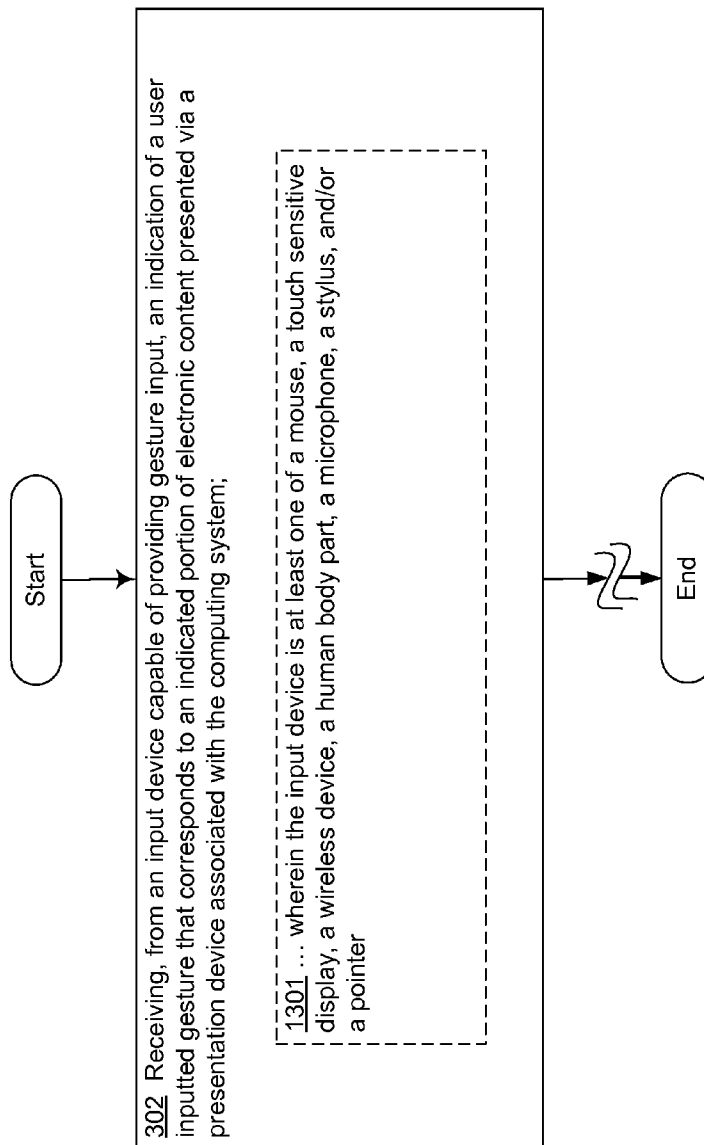 Start
302 Receiving, from an input device capable of providing gesture input, an indication of a user
inputted gesture that corresponds to an indicated portion of electronic content presented via a
presentation device associated with the computing system;
1301 ... wherein the input device is at least one of a mouse, a touch sensitive
display, a wireless device, a human body part, a microphone, a stylus, and/or
a pointer
End